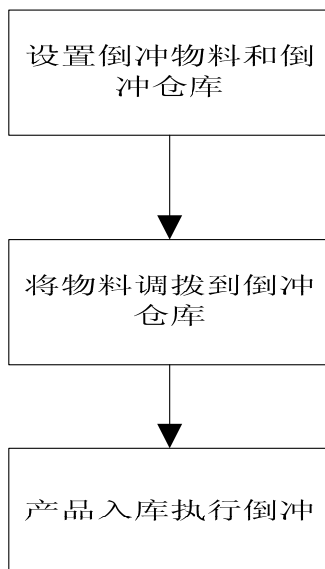 设置倒冲物料和倒
冲仓库
将物料调拨到倒冲
仓库
产品入库执行倒冲